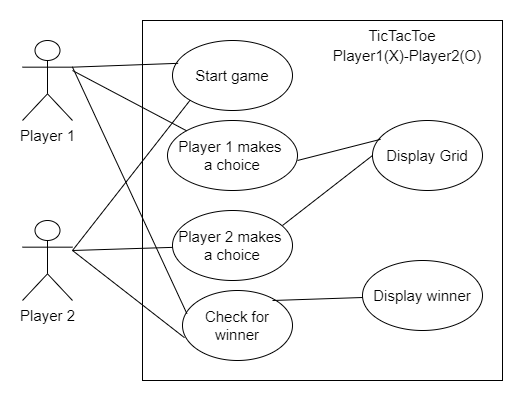 TicTacToe
Player1(X)-Player2(O)
Start game
Player 1
Player 1 makes
a choice
Display Grid
Player 2 makes
a choice
Player 2
Display winner
Check for
winner